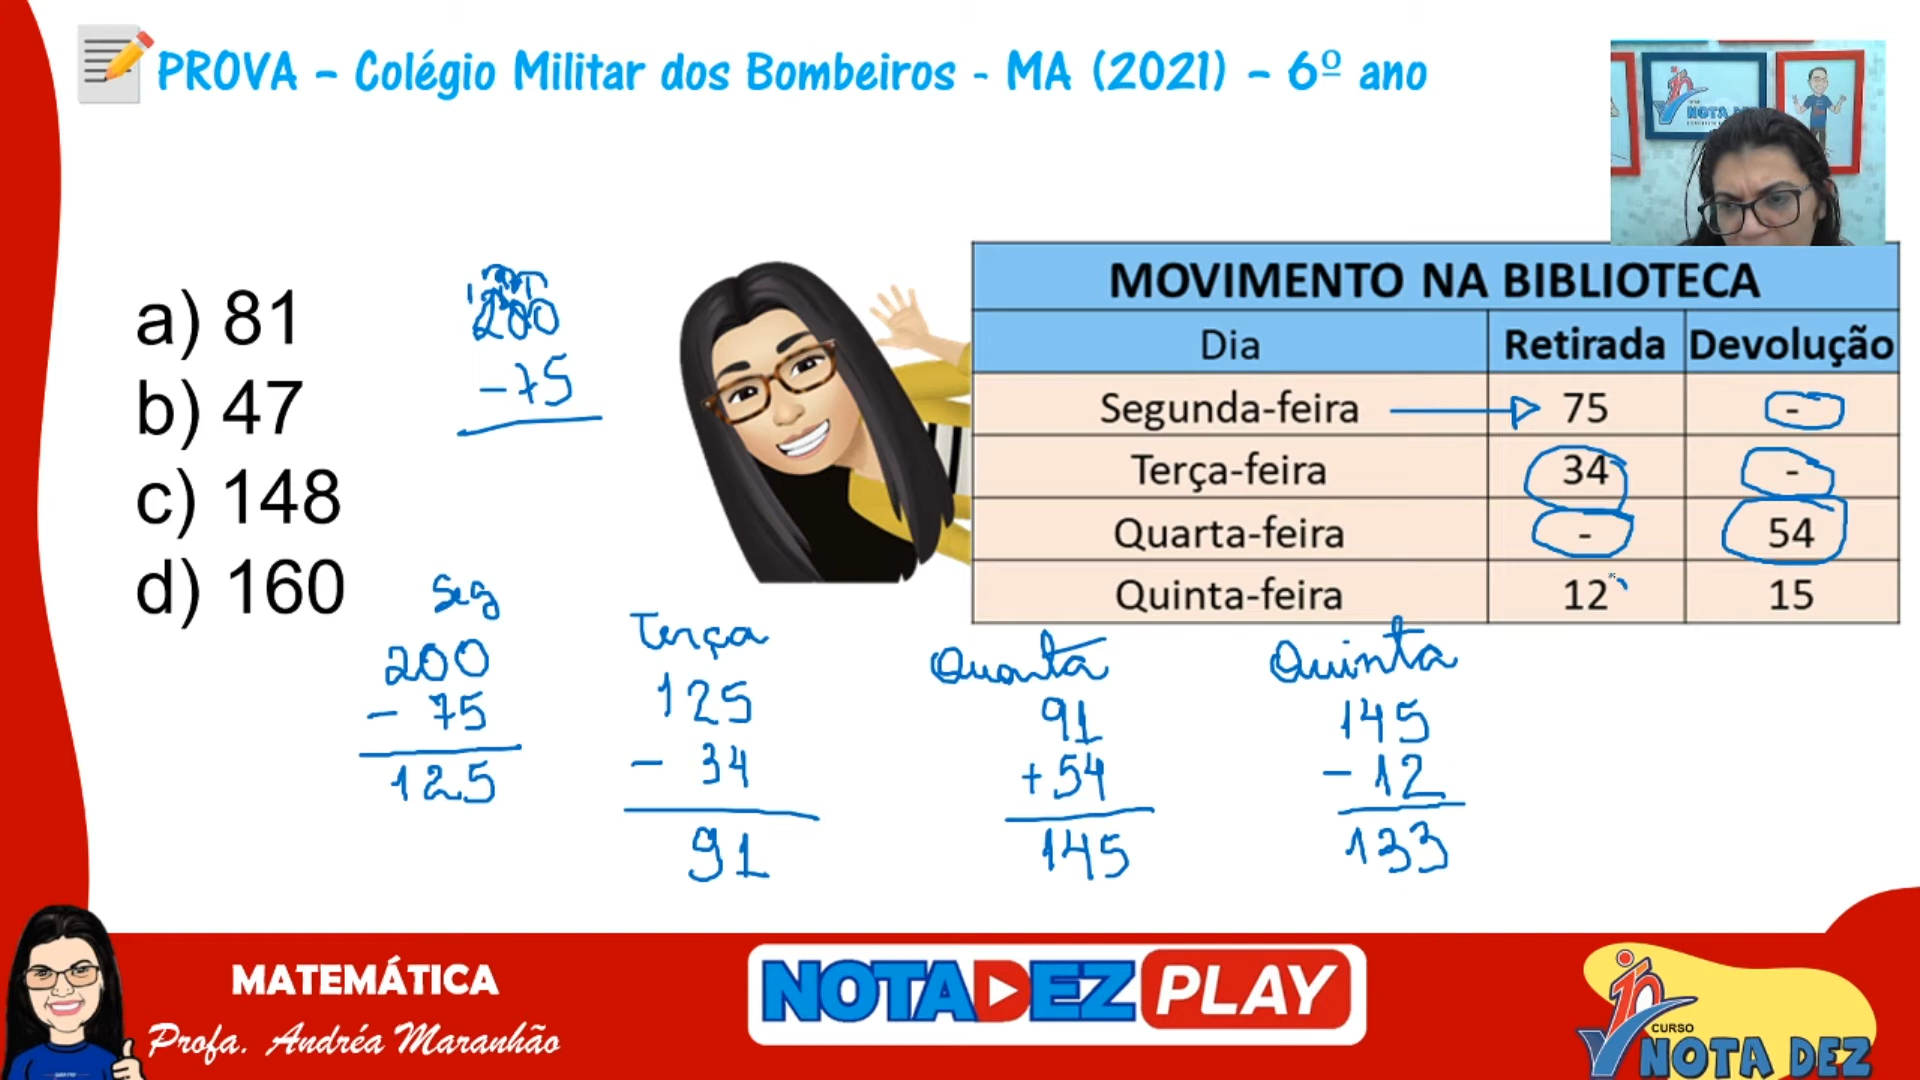 PROVA – Colégio Militar dos Bombeiros - MA (2021) – 6º ano
a) 81
b) 47
c) 148
d) 160
200
-75
MOVIMENTO NA BIBLIOTECA
Dia Retirada Devolução
Segunda-feira 75 -
Terça-feira 34 -
Quarta-feira - 54
Quinta-feira 12 15
Seg
200
- 75
125
Terça
125
- 34
91
Quarta
91
+54
145
Quinta
145
- 12
133
MATEMÁTICA
Profa. Andréa Maranhão
NOTADEZ PLAY
CURSO
NOTA DEZ